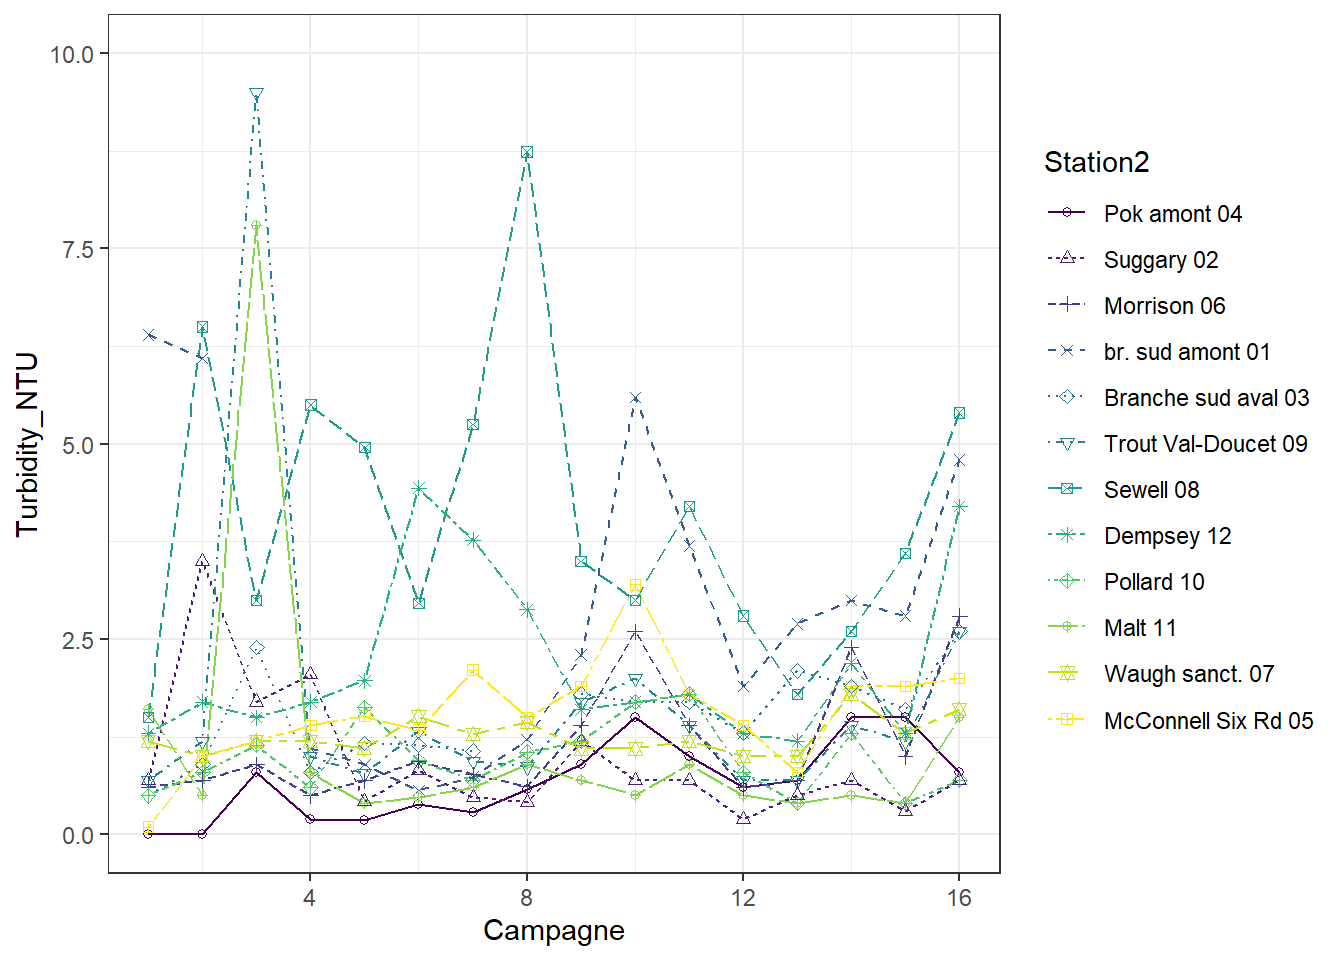 10.0
7.5
5.0
2.5
0.0
Turbidity_NTU
4 8 12 16
Campagne
Station2
Pok amont 04
Suggary 02
Morrison 06
br. sud amont 01
Branche sud aval 03
Trout Val-Doucet 09
Sewell 08
Dempsey 12
Pollard 10
Malt 11
Waugh sanct. 07
McConnell Six Rd 05